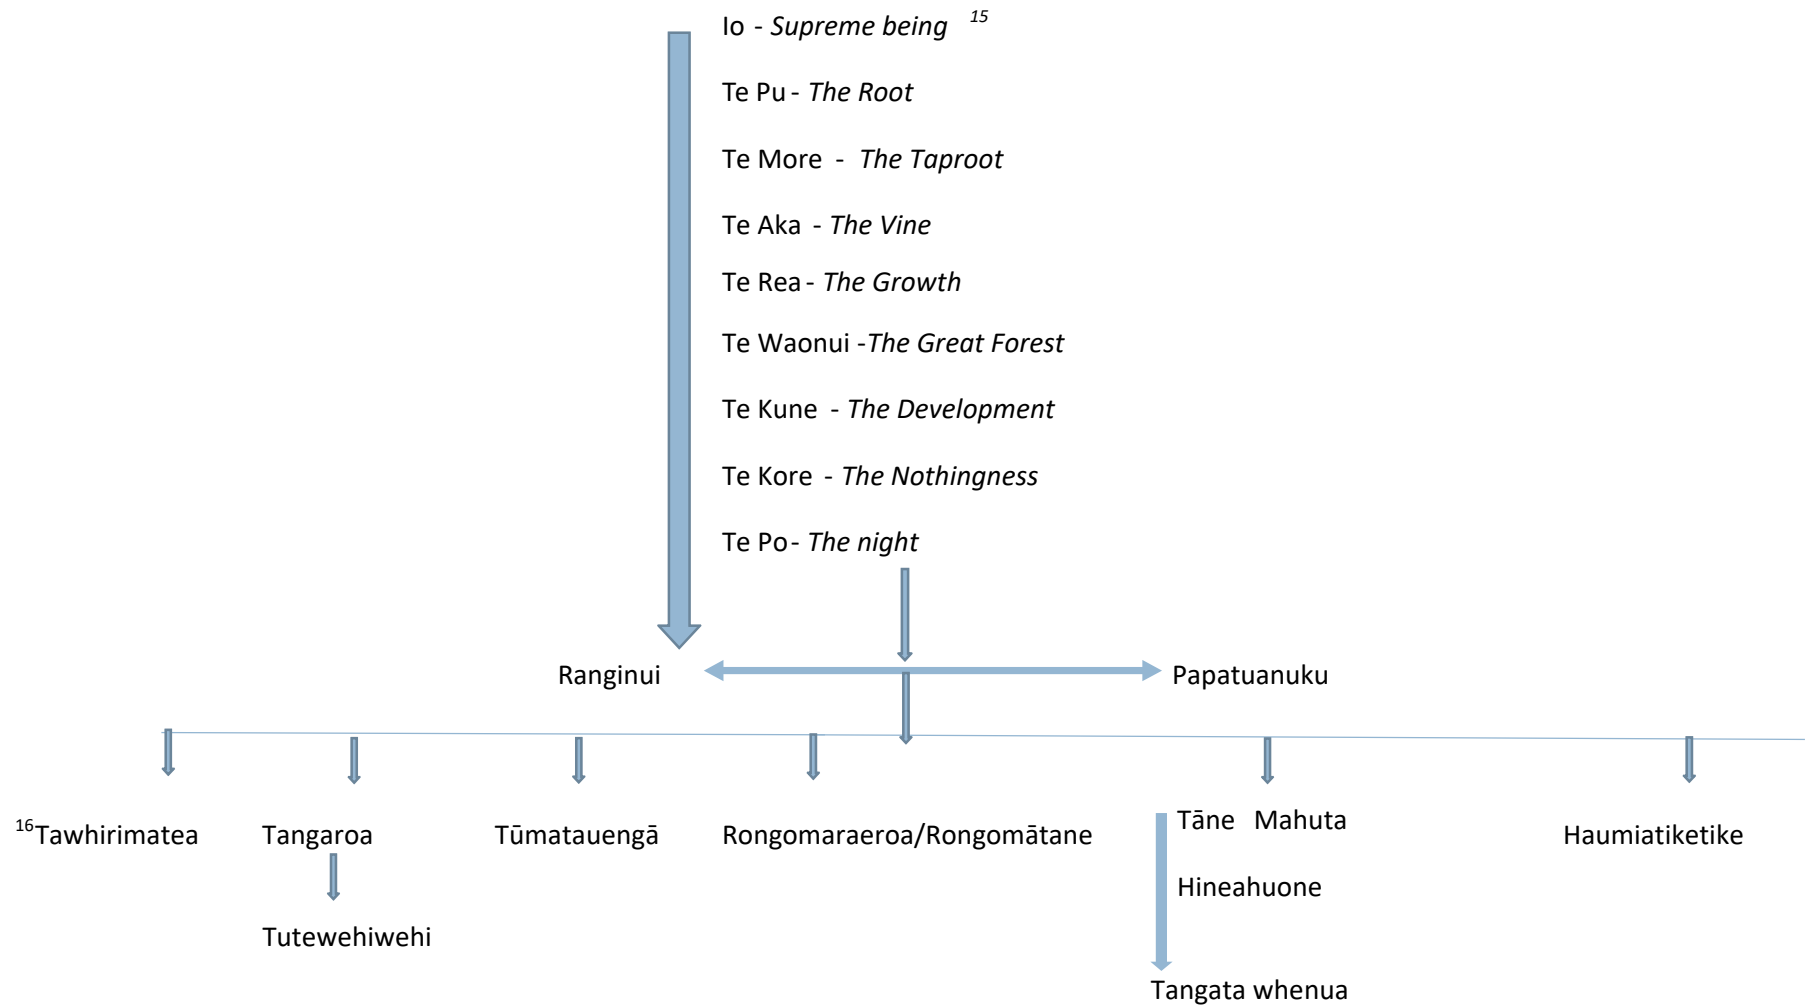 Io - Supreme being 15
Te Pu - The Root
Te More - The Taproot
Te Aka - The Vine
Te Rea - The Growth
Te Waonui -The Great Forest
Te Kune - The Development
Te Kore - The Nothingness
Te Po - The night
Ranginui Papatuanuku
16Tawhirimatea Tangaroa Tūmatauengā Rongomaraeroa/Rongomātane Tāne Mahuta Haumiatiketike
Hineahuone
Tutewehiwehi
Tangata whenua